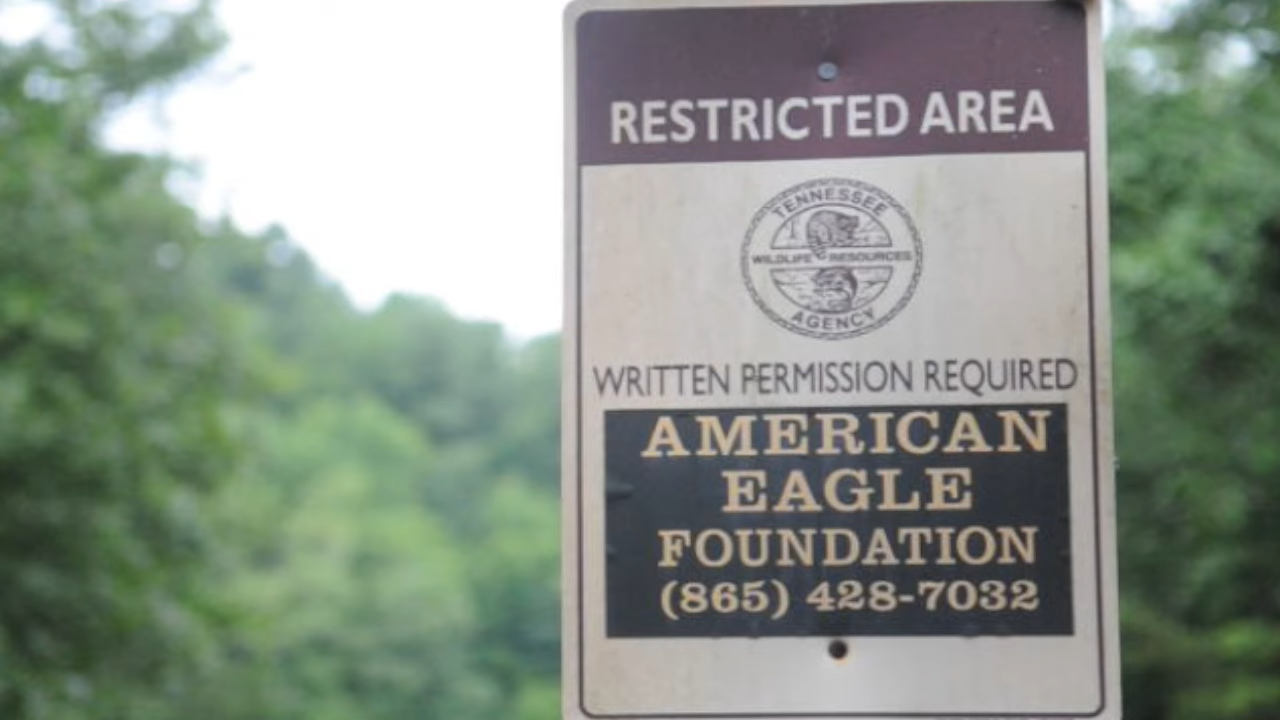 RESTRICTED AREA
TENNESSEE
WILDLIFE RESOURCES
AGENCY
WRITTEN PERMISSION REQUIRED
AMERICAN
EAGLE
FOUNDATION
(865) 428-7032